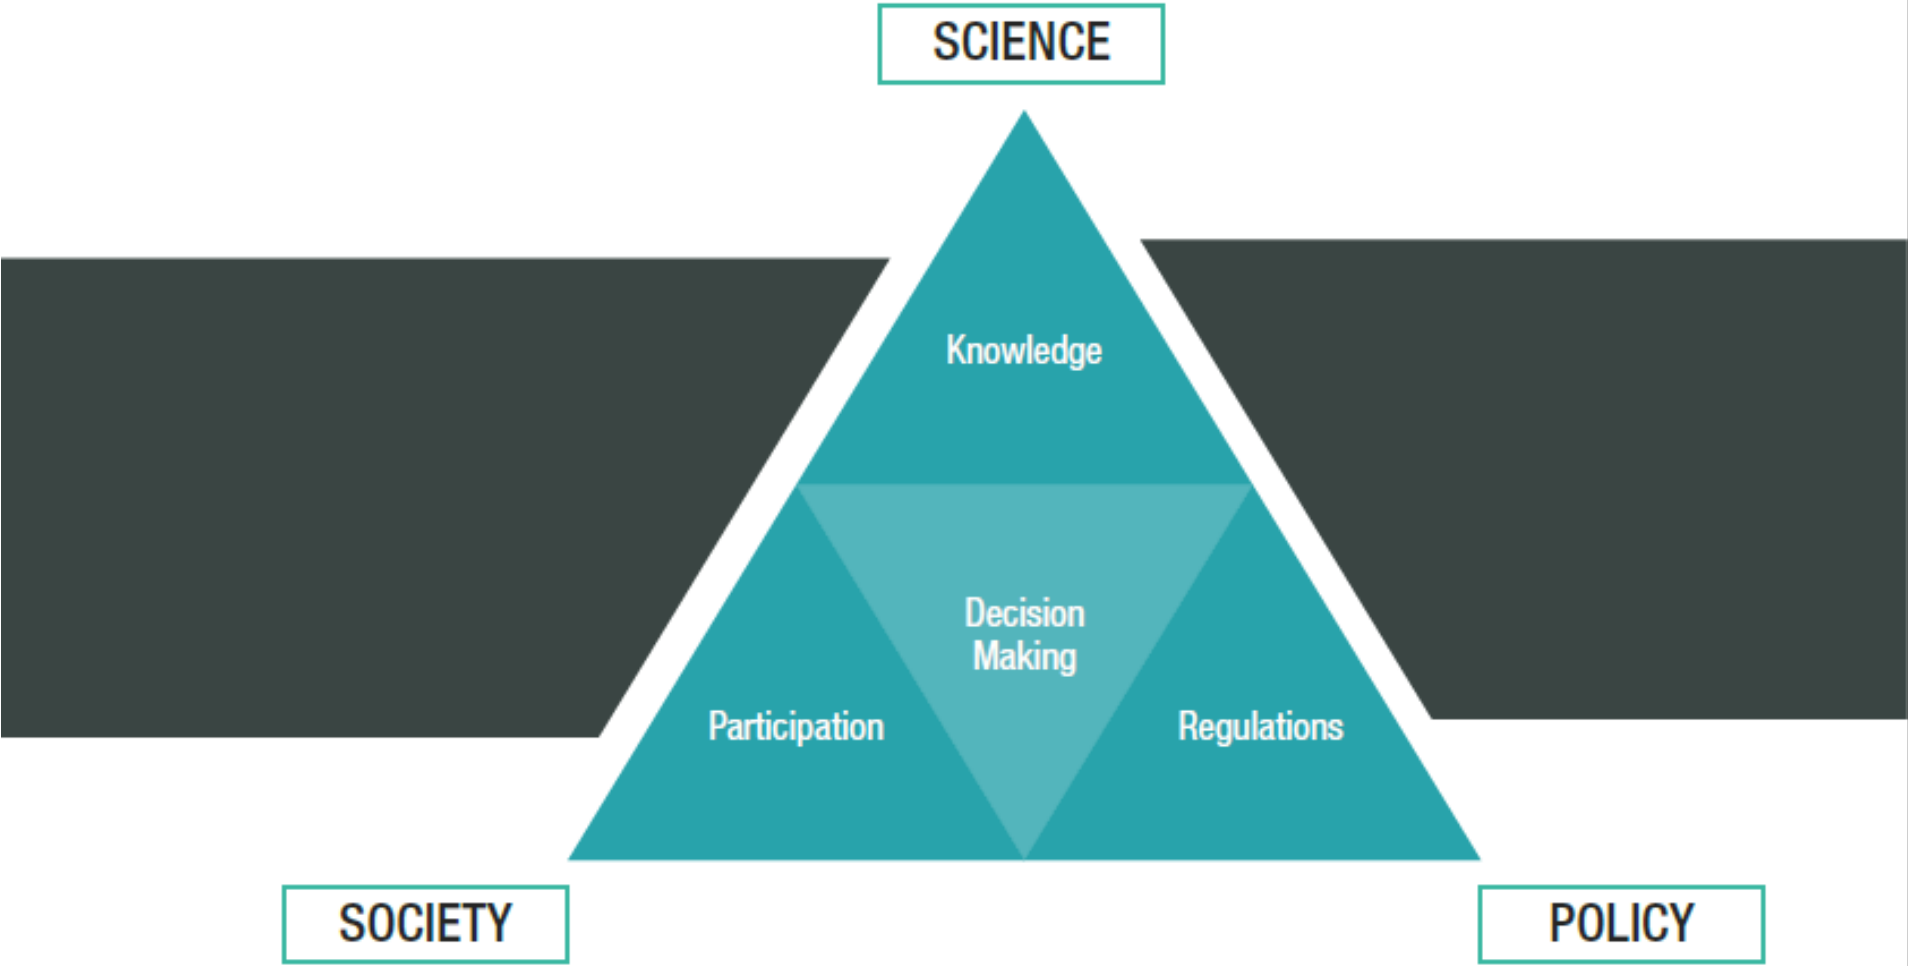 SCIENCE
Knowledge
Decision
Making
Participation
Regulations
SOCIETY
POLICY